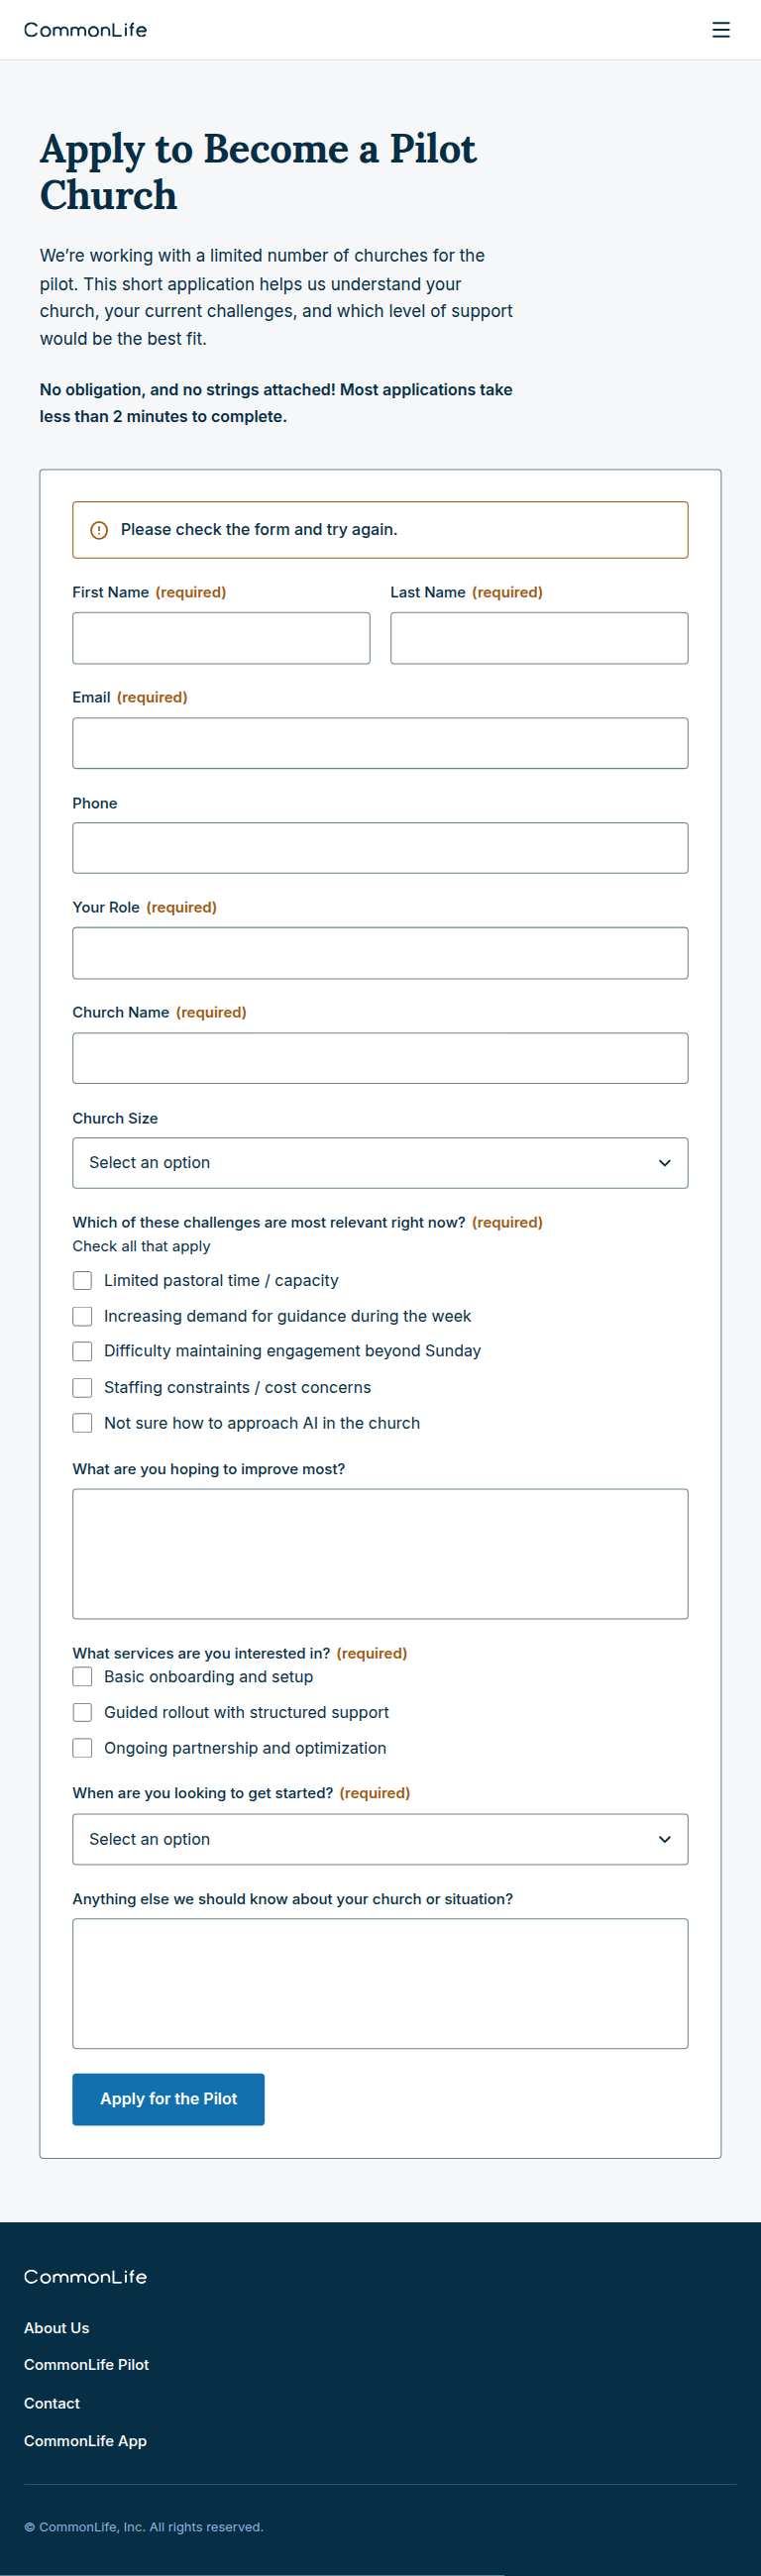 CommonLife
Apply to Become a Pilot
Church
We’re working with a limited number of churches for the
pilot. This short application helps us understand your
church, your current challenges, and which level of support
would be the best fit.
No obligation, and no strings attached! Most applications take
less than 2 minutes to complete.
Please check the form and try again.
First Name (required)
Last Name (required)
Email (required)
Phone
Your Role (required)
Church Name (required)
Church Size
Select an option
Which of these challenges are most relevant right now? (required)
Check all that apply
Limited pastoral time / capacity
Increasing demand for guidance during the week
Difficulty maintaining engagement beyond Sunday
Staffing constraints / cost concerns
Not sure how to approach AI in the church
What are you hoping to improve most?
What services are you interested in? (required)
Basic onboarding and setup
Guided rollout with structured support
Ongoing partnership and optimization
When are you looking to get started? (required)
Select an option
Anything else we should know about your church or situation?
Apply for the Pilot
CommonLife
About Us
CommonLife Pilot
Contact
CommonLife App
© CommonLife, Inc. All rights reserved.